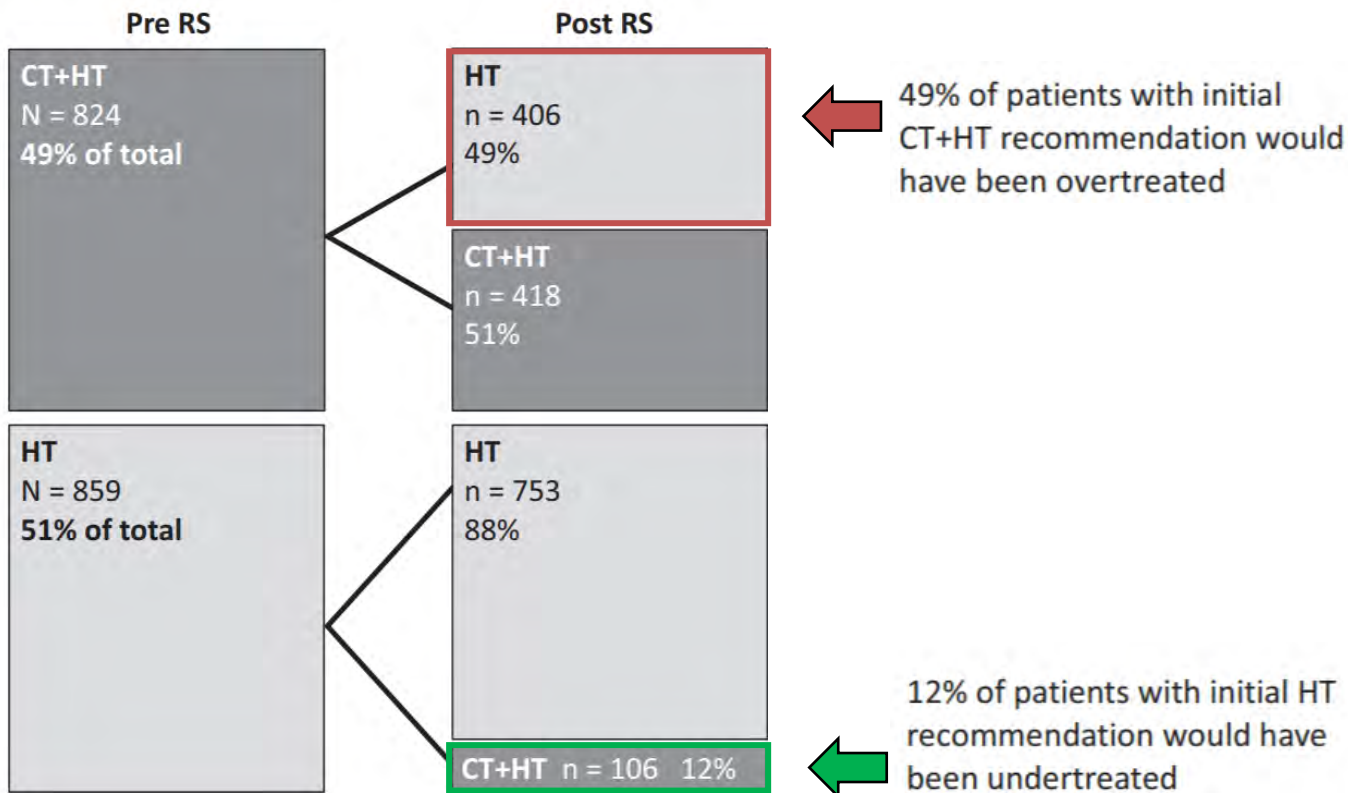 Pre RS
Post RS
CT+HT
N = 824
49% of total
HT
n = 406
49%
49% of patients with initial
CT+HT recommendation would
have been overtreated
CT+HT
n = 418
51%
HT
N = 859
51% of total
HT
n = 753
88%
CT+HT n = 106 12%
12% of patients with initial HT
recommendation would have
been undertreated